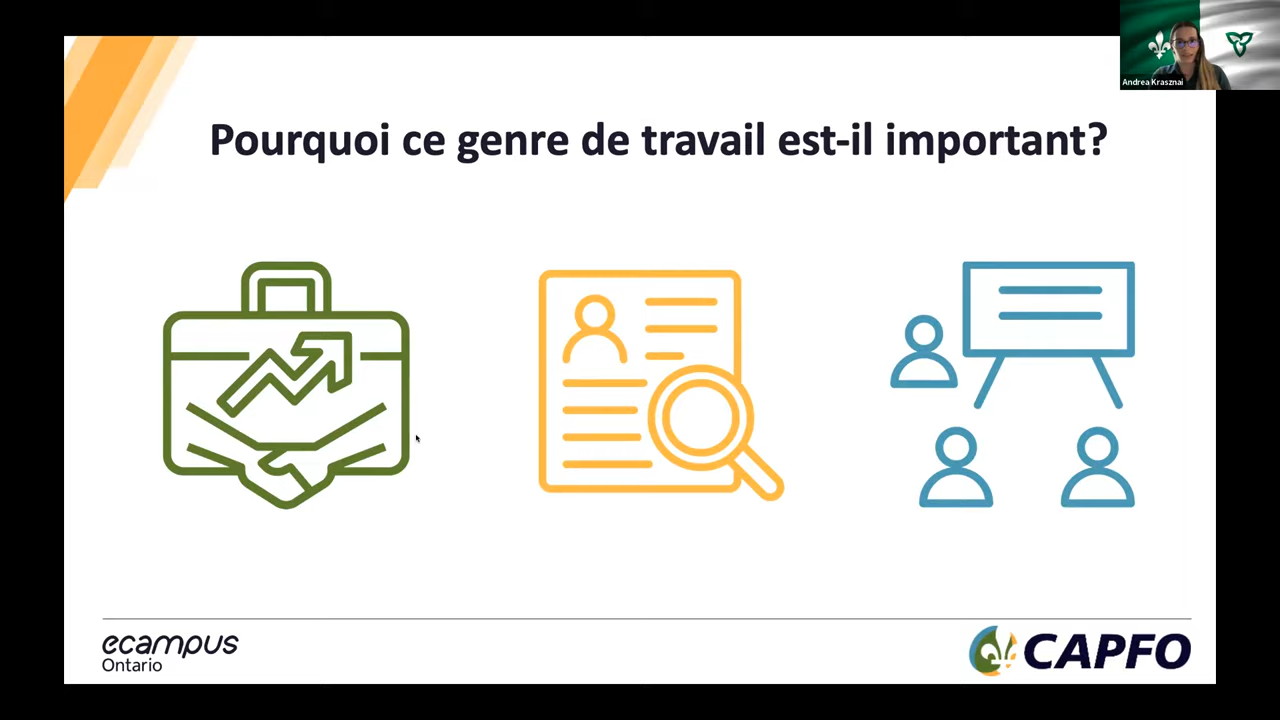 Andrea Krasznai
Pourquoi ce genre de travail est-il important?
ecampus
Ontario
CAPFO